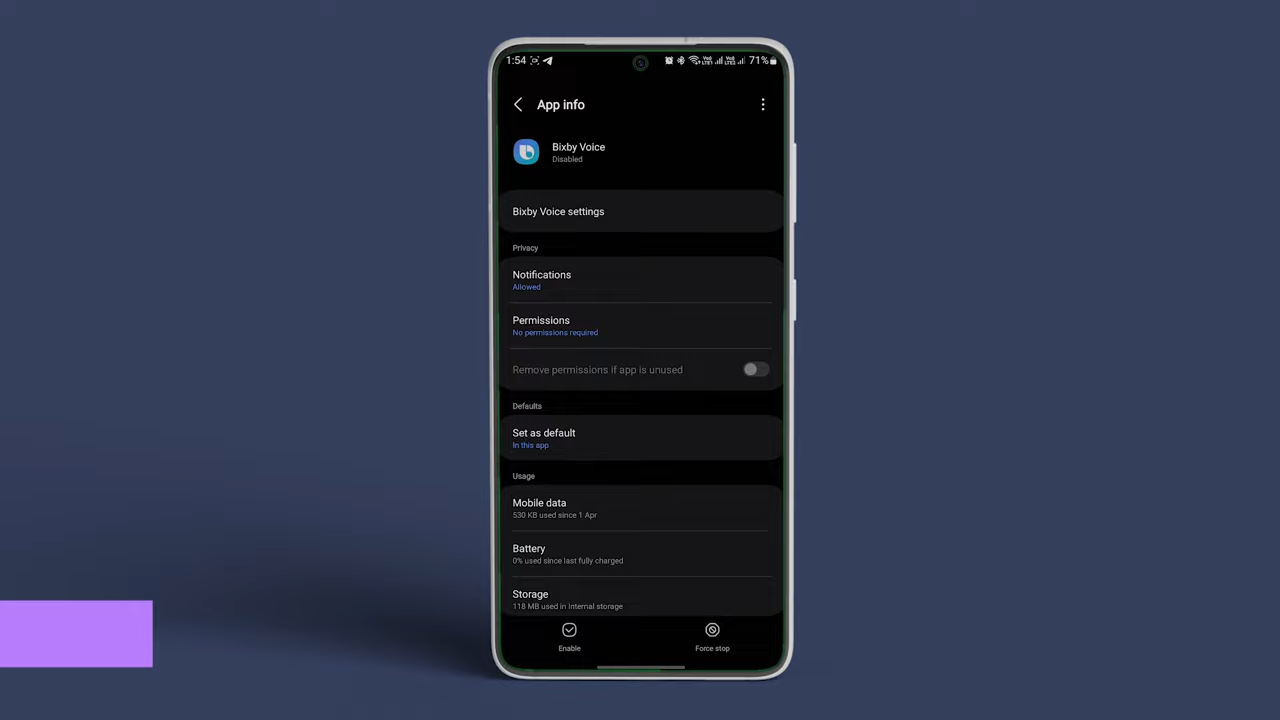 1:54
71%
App info
Bixby Voice
Disabled
Bixby Voice settings
Privacy
Notifications
Allowed
Permissions
No permissions required
Remove permissions if app is unused
Defaults
Set as default
In this app
Usage
Mobile data
530 KB used since 1 Apr
Battery
0% used since last fully charged
Storage
118 MB used in internal storage
Enable
Force stop